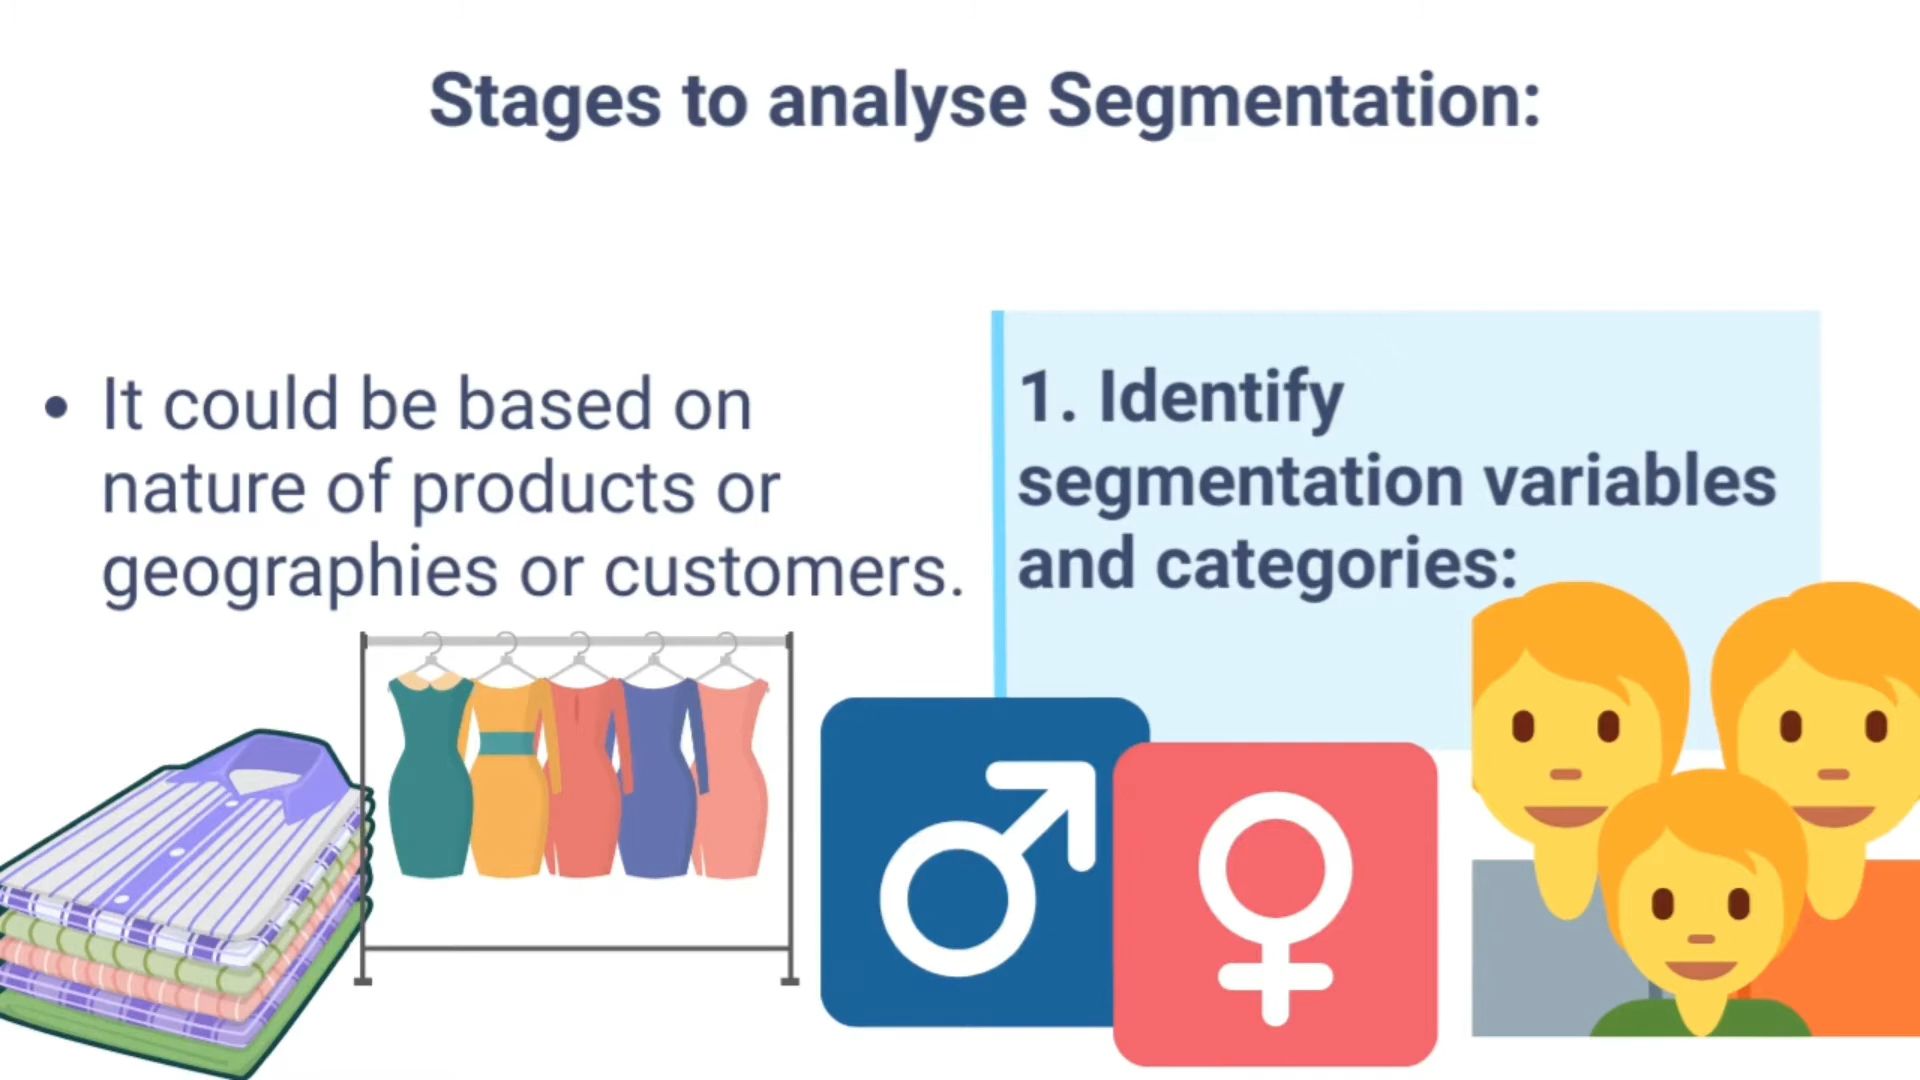 Stages to analyse Segmentation:
• It could be based on
nature of products or
geographies or customers.
1. Identify
segmentation variables
and categories: